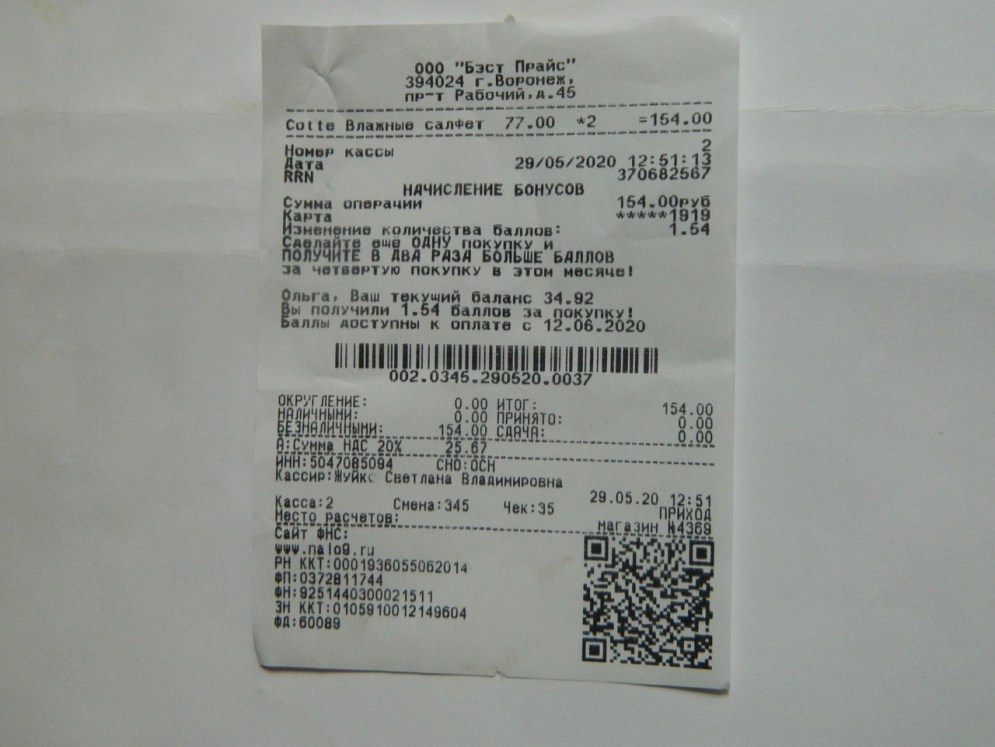 ООО "Бэст Прайс"
394024 г.Воронеж,
пр-т Рабочий,д.45
Cotte Влажные салфет 77.00 *2 =154.00
Номер кассы 2
Дата 29/05/2020 12:51:13
RRN 370682567
НАЧИСЛЕНИЕ БОНУСОВ
Сумма операции 154.00руб
Карта *****1919
Изменение количества баллов: 1.54
Сделайте еще ОДНУ покупку и
ПОЛУЧИТЕ В ДВА РАЗА БОЛЬШЕ БАЛЛОВ
за четвертую покупку в этом месяце!
Ольга, Ваш текущий баланс 34.92
Вы получили 1.54 баллов за покупку!
Баллы доступны к оплате с 12.06.2020
002.0345.290520.0037
ОКРУГЛЕНИЕ: 0.00 ИТОГ: 154.00
НАЛИЧНЫМИ: 0.00 ПРИНЯТО: 0.00
БЕЗНАЛИЧНЫМИ: 154.00 СДАЧА: 0.00
А:Сумма НДС 20% 25.67
ИНН:5047085094 СНО:ОСН
Кассир: Светлана Владимировна
29.05.20 12:51
Касса:2 Смена:345 Чек:35 ПРИХОД
Место расчетов: магазин №4369
Сайт ФНС:
www.nalog.ru
РН ККТ:0001936055062014
ФП:0372811744
ФН:9251440300021511
ЗН ККТ:0105910012149604
ФД:60089